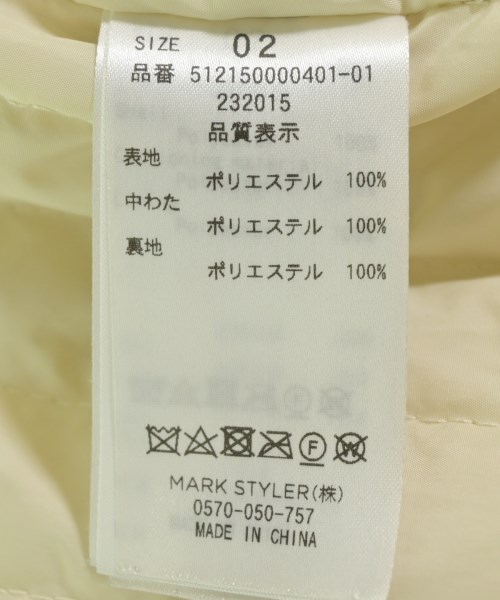 SIZE 02
品番 512150000401-01
232015
品質表示
表地
ポリエステル 100%
中わた
ポリエステル 100%
裏地
ポリエステル 100%
F W
MARK STYLER(株)
0570-050-757
MADE IN CHINA